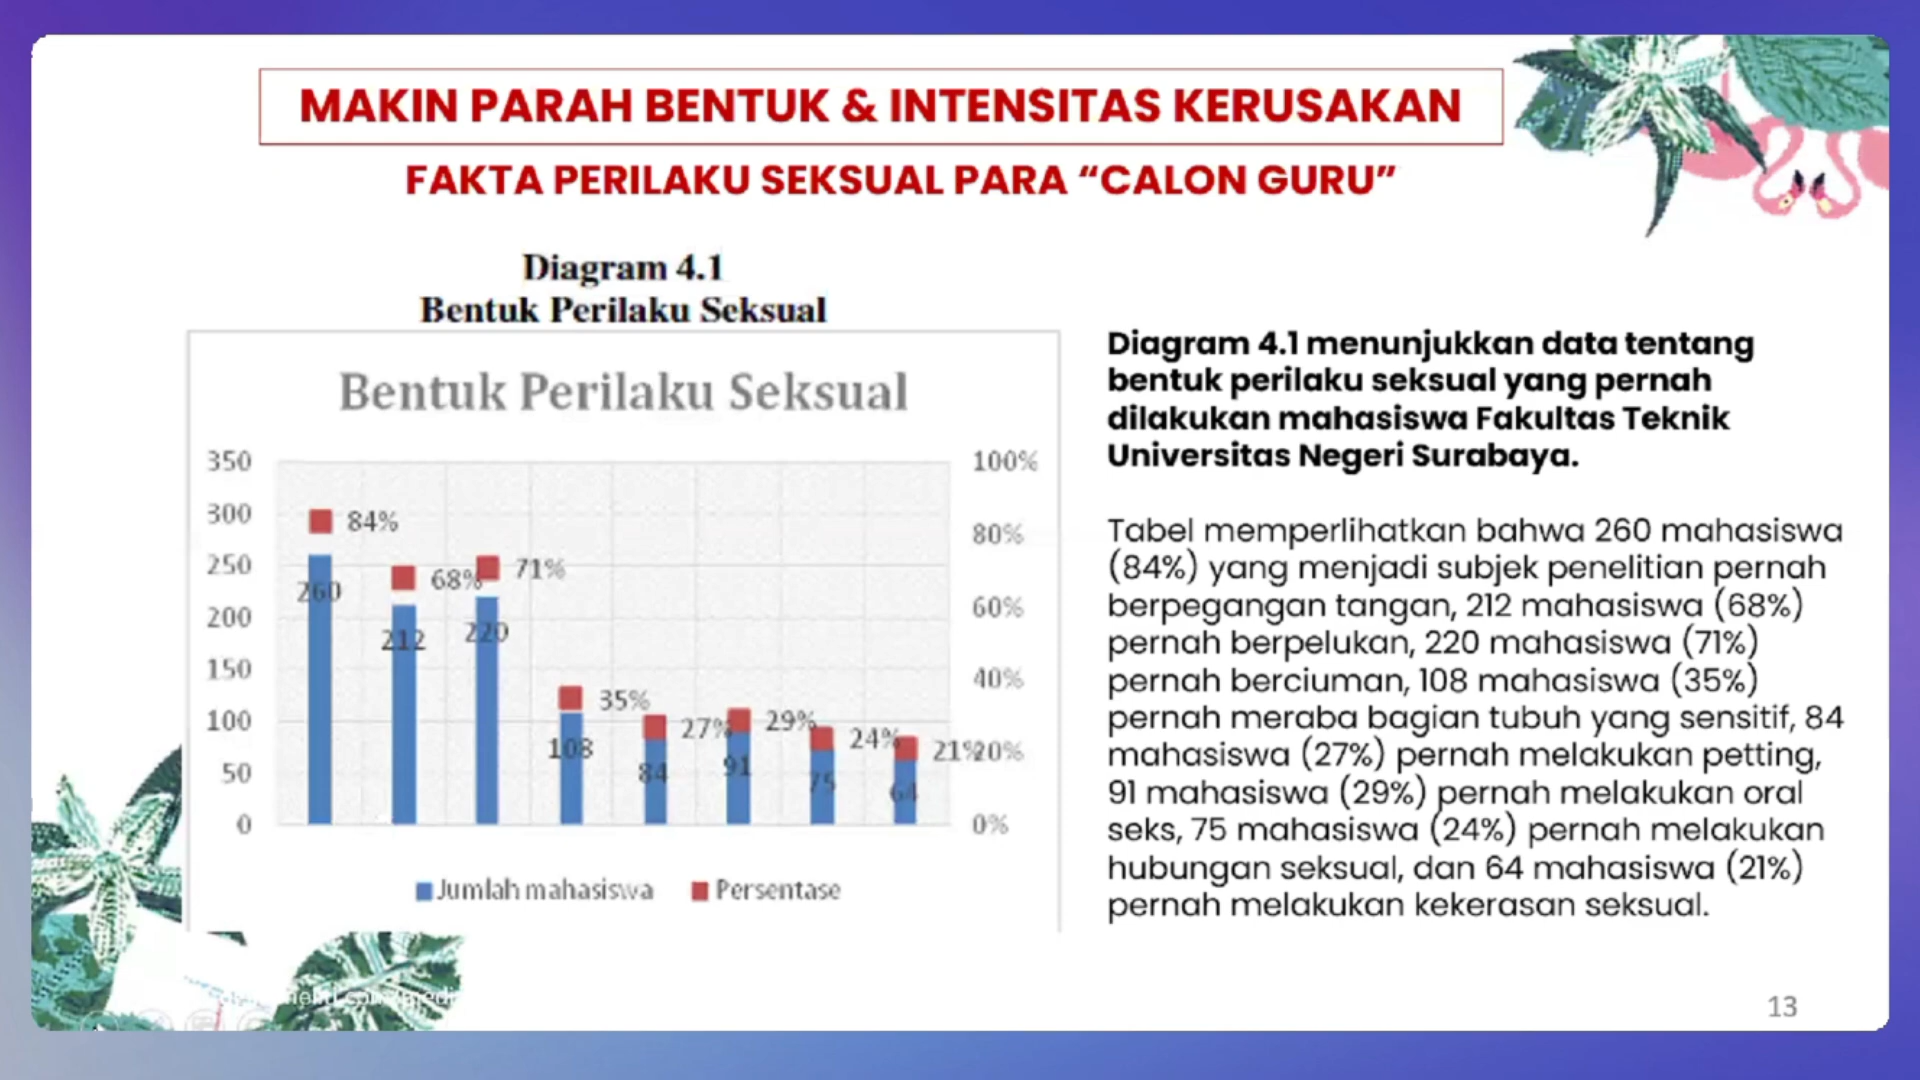 MAKIN PARAH BENTUK & INTENSITAS KERUSAKAN
FAKTA PERILAKU SEKSUAL PARA “CALON GURU”
Diagram 4.1
Bentuk Perilaku Seksual
Bentuk Perilaku Seksual
350
300
250
200
150
100
50
0
100%
80%
60%
40%
20%
0%
84%
68%
71%
35%
27%
29%
24%
21%
260
212
220
108
84
91
75
64
Jumlah mahasiswa
Persentase
Diagram 4.1 menunjukkan data tentang
bentuk perilaku seksual yang pernah
dilakukan mahasiswa Fakultas Teknik
Universitas Negeri Surabaya.
Tabel memperlihatkan bahwa 260 mahasiswa
(84%) yang menjadi subjek penelitian pernah
berpegangan tangan, 212 mahasiswa (68%)
pernah berpelukan, 220 mahasiswa (71%)
pernah berciuman, 108 mahasiswa (35%)
pernah meraba bagian tubuh yang sensitif, 84
mahasiswa (27%) pernah melakukan petting,
91 mahasiswa (29%) pernah melakukan oral
seks, 75 mahasiswa (24%) pernah melakukan
hubungan seksual, dan 64 mahasiswa (21%)
pernah melakukan kekerasan seksual.
13